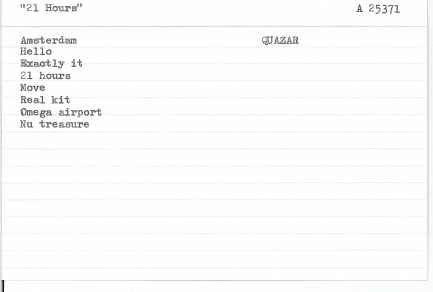 "21 Hours" A 25371
Amsterdam QUAZAR
Hello
Exactly it
21 hours
Move
Real kit
Omega airport
Nu treasure